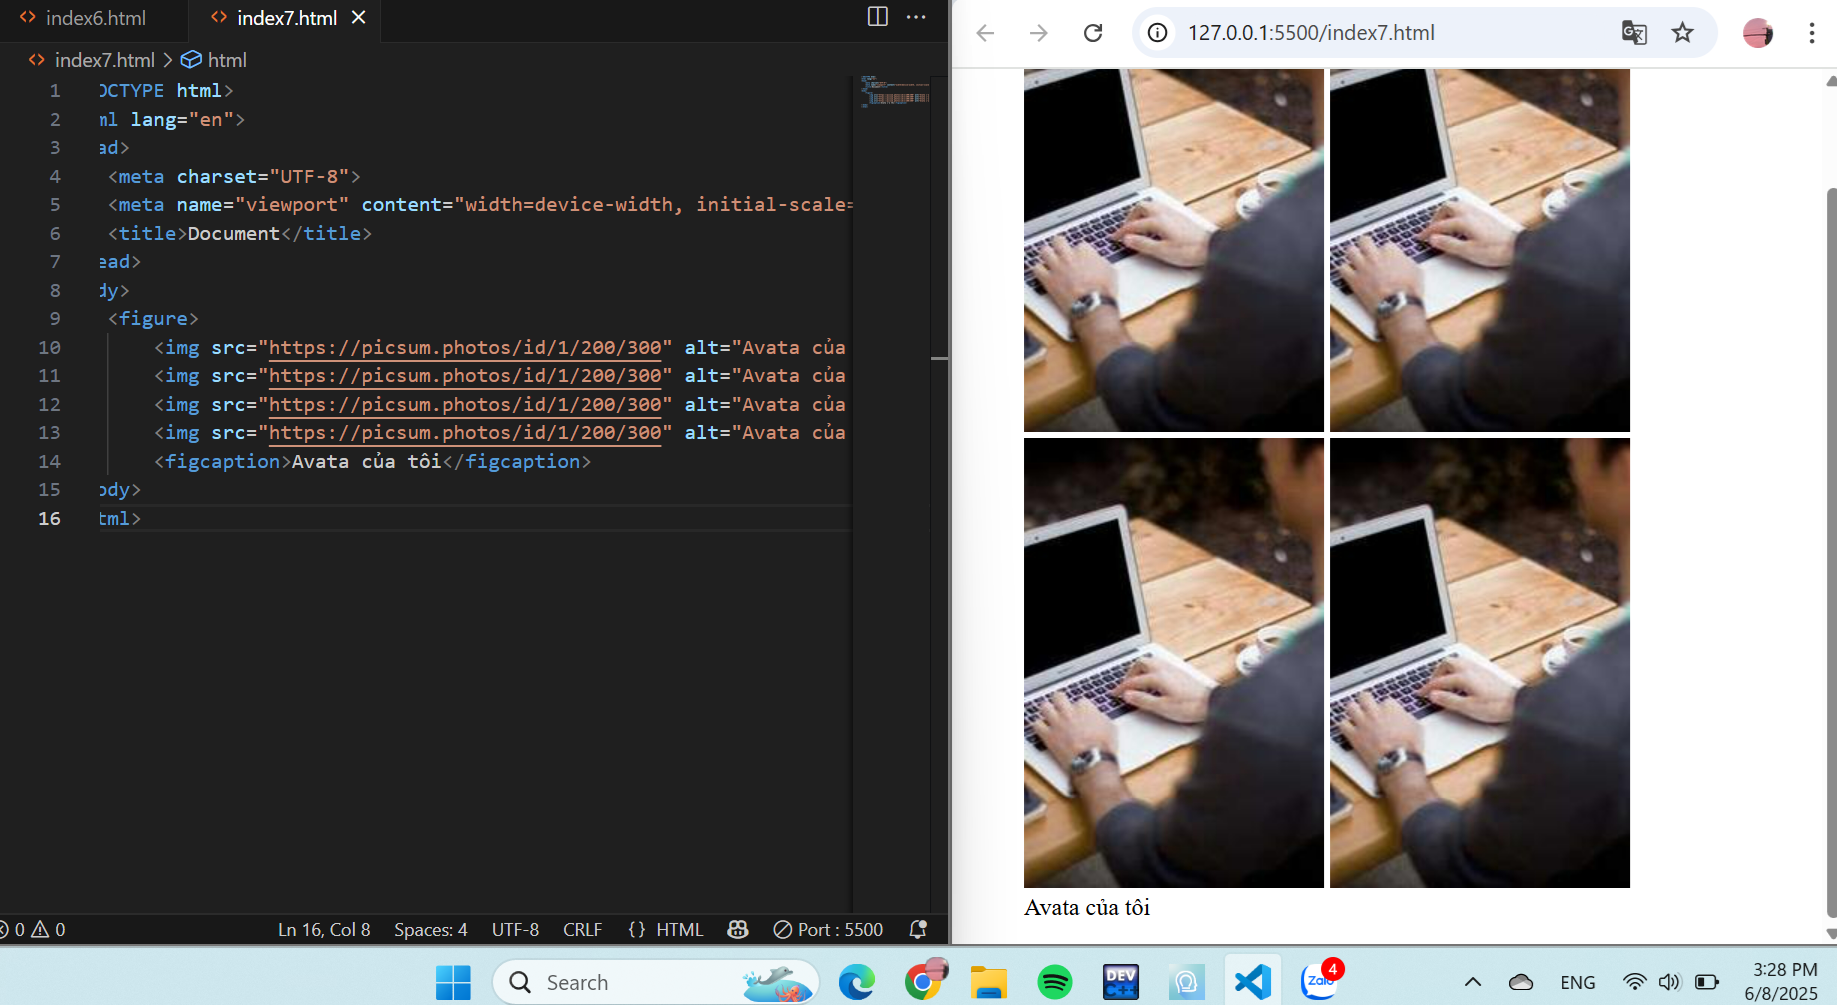 index6.html
index7.html
index7.html > html
1 OCTYPE html>
2 ml lang="en">
3 ad>
4 <meta charset="UTF-8">
5 <meta name="viewport" content="width=device-width, initial-scale=
6 <title>Document</title>
7 ead>
8 dy>
9 <figure>
10 <img src="https://picsum.photos/id/1/200/300" alt="Avata của
11 <img src="https://picsum.photos/id/1/200/300" alt="Avata của
12 <img src="https://picsum.photos/id/1/200/300" alt="Avata của
13 <img src="https://picsum.photos/id/1/200/300" alt="Avata của
14 <figcaption>Avata của tôi</figcaption>
15 ody>
16 tml>
0 0 Ln 16, Col 8 Spaces: 4 UTF-8 CRLF {} HTML Port : 5500
127.0.0.1:5500/index7.html
Avata của tôi
Search
DEV
C++
Zalo
4
ENG
3:28 PM
6/8/2025